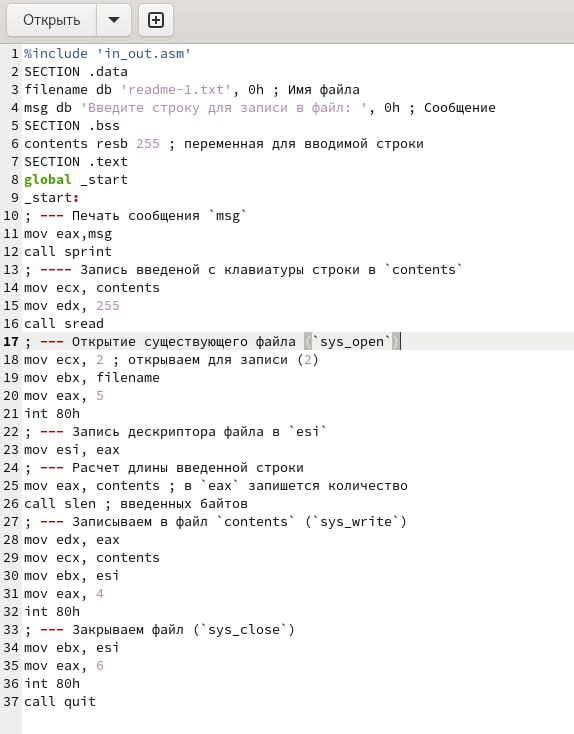 Открыть
1 %include 'in_out.asm'
2 SECTION .data
3 filename db 'readme-1.txt', 0h ; Имя файла
4 msg db 'Введите строку для записи в файл: ', 0h ; Сообщение
5 SECTION .bss
6 contents resb 255 ; переменная для вводимой строки
7 SECTION .text
8 global _start
9 _start:
10 ; --- Печать сообщения `msg`
11 mov eax,msg
12 call sprint
13 ; ---- Запись введеной с клавиатуры строки в `contents`
14 mov ecx, contents
15 mov edx, 255
16 call sread
17 ; --- Открытие существующего файла (`sys_open`)
18 mov ecx, 2 ; открываем для записи (2)
19 mov ebx, filename
20 mov eax, 5
21 int 80h
22 ; --- Запись дескриптора файла в `esi`
23 mov esi, eax
24 ; --- Расчет длины введенной строки
25 mov eax, contents ; в `eax` запишется количество
26 call slen ; введенных байтов
27 ; --- Записываем в файл `contents` (`sys_write`)
28 mov edx, eax
29 mov ecx, contents
30 mov ebx, esi
31 mov eax, 4
32 int 80h
33 ; --- Закрываем файл (`sys_close`)
34 mov ebx, esi
35 mov eax, 6
36 int 80h
37 call quit